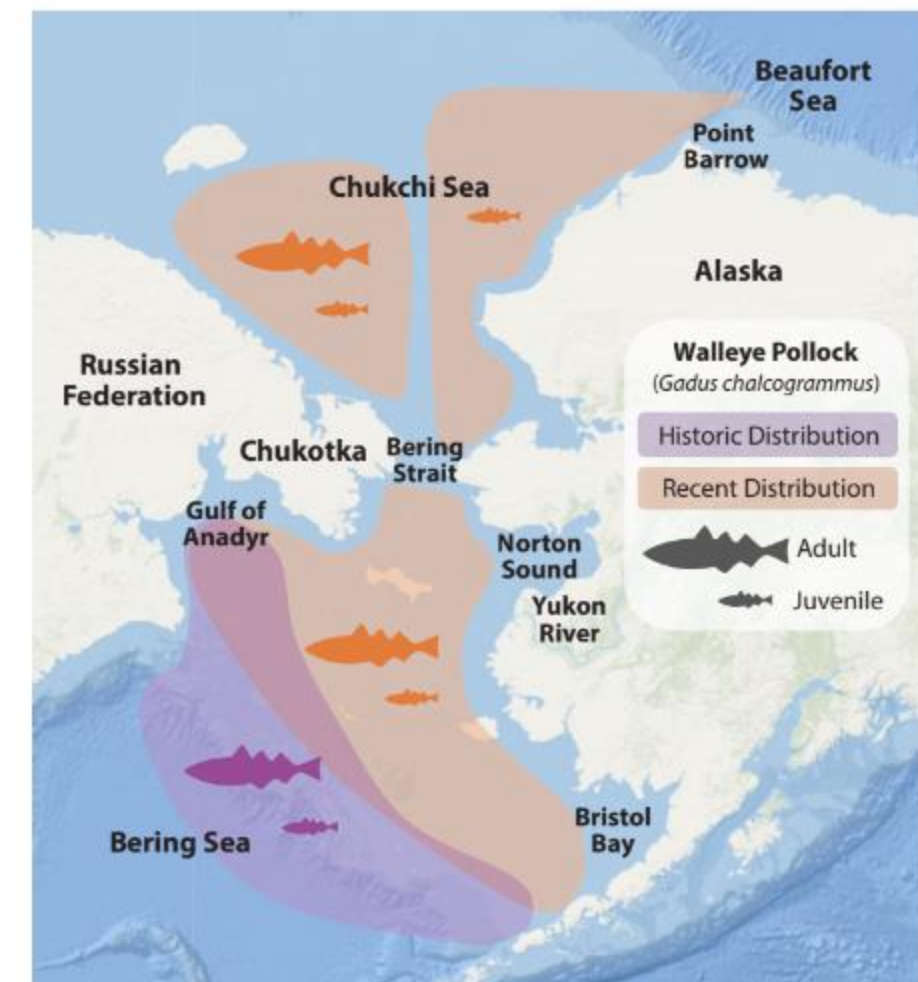 Beaufort
Sea
Point
Barrow
Chukchi Sea
Alaska
Russian
Federation
Walleye Pollock
(Gadus chalcogrammus)
Historic Distribution
Recent Distribution
Adult
Juvenile
Chukotka
Bering
Strait
Gulf of
Anadyr
Norton
Sound
Yukon
River
Bering Sea
Bristol
Bay